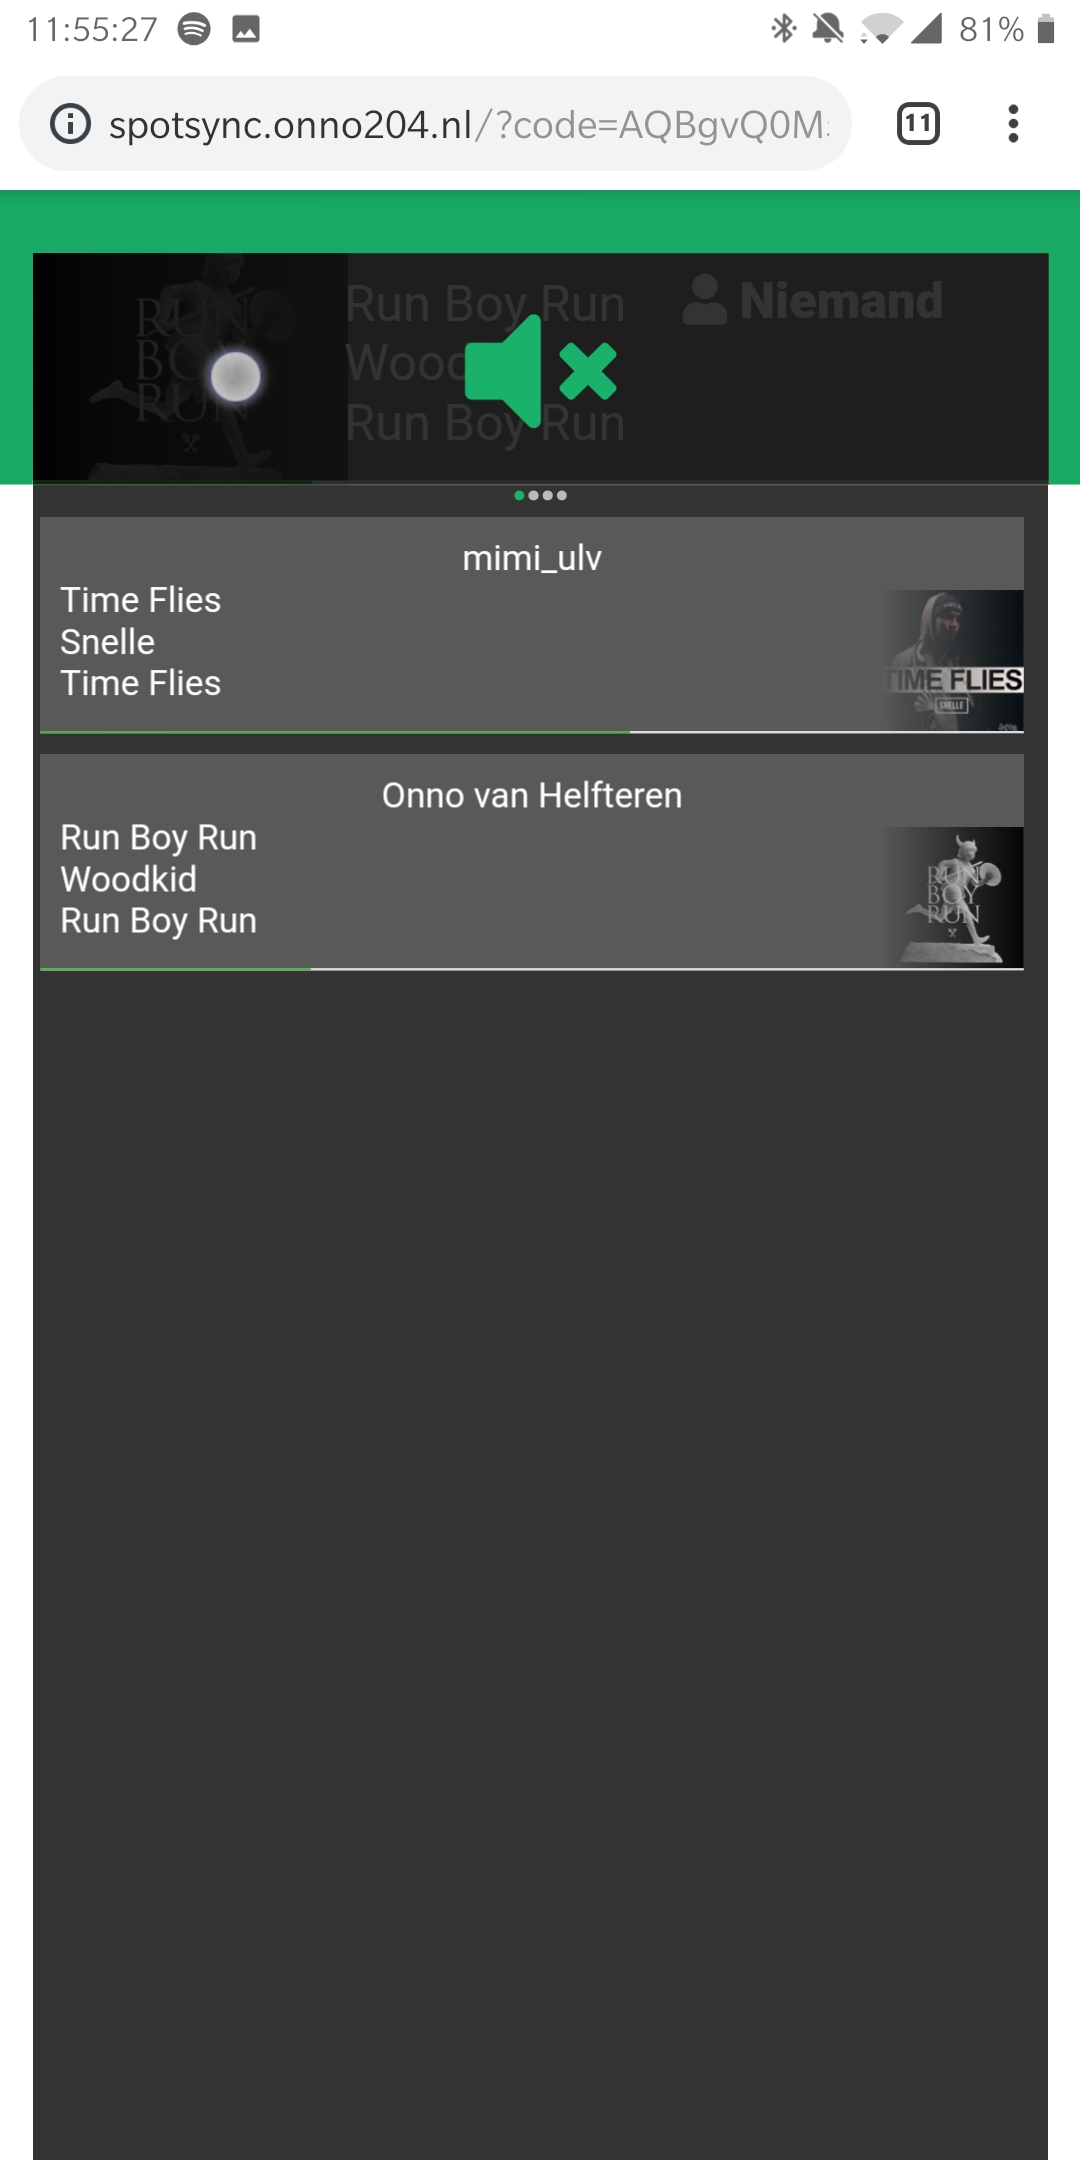 11:55:27
81%
spotsync.onno204.nl/?code=AQBgvQ0M
11
RUN
BOY
RUN
Run Boy Run
Niemand
Run Boy Run
mimi_ulv
Time Flies
Snelle
Time Flies
TIME FLIES
SNELLE
Onno van Helfteren
Run Boy Run
Woodkid
Run Boy Run
RUN
BOY
RUN